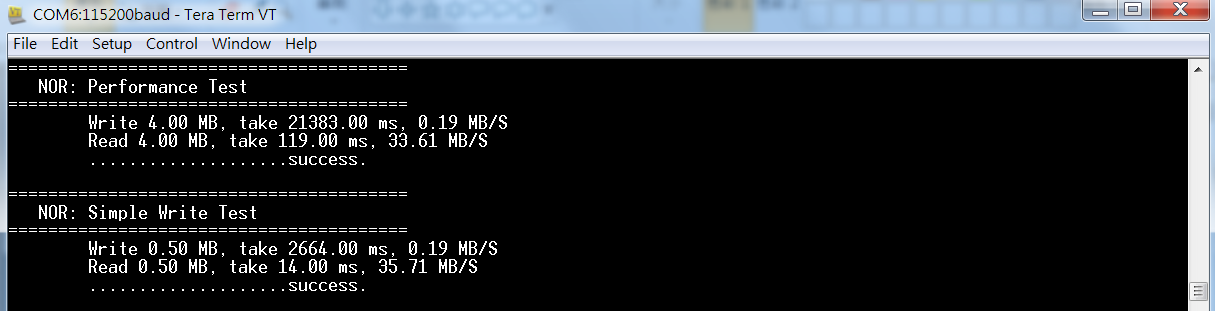 COM6:115200baud - Tera Term VT
File Edit Setup Control Window Help
========================================
NOR: Performance Test
========================================
Write 4.00 MB, take 21383.00 ms, 0.19 MB/S
Read 4.00 MB, take 119.00 ms, 33.61 MB/S
....................success.
========================================
NOR: Simple Write Test
========================================
Write 0.50 MB, take 2664.00 ms, 0.19 MB/S
Read 0.50 MB, take 14.00 ms, 35.71 MB/S
....................success.